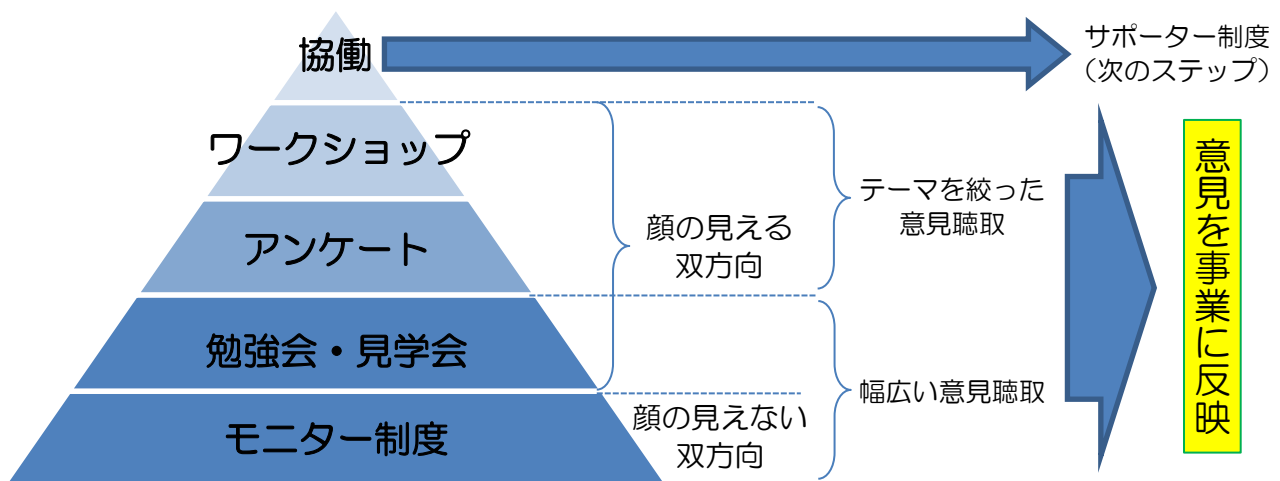 協働
サポーター制度
(次のステップ)
ワークショップ
アンケート
勉強会・見学会
モニター制度
顔の見える
双方向
顔の見えない
双方向
テーマを絞った
意見聴取
幅広い意見聴取
意見を事業に反映